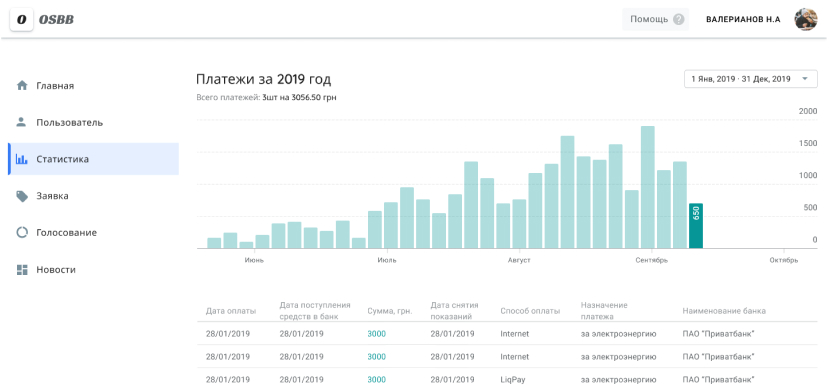 O OSBB
Помощь ? ВАЛЕРИАНОВ Н.А
Главная
Пользователь
Статистика
Заявка
Голосование
Новости
Платежи за 2019 год
1 Янв, 2019 - 31 Дек, 2019
Всего платежей: 3шт на 3056.50 грн
2000
1500
1000
500
0
650
Июнь Июль Август Сентябрь Октябрь
Дата оплаты
Дата поступления
средств в банк
Сумма, грн.
Дата снятия
показаний
Способ оплаты
Назначение
платежа
Наименование банка
28/01/2019 28/01/2019 3000 28/01/2019 Internet за электроэнергию ПАО “Приватбанк”
28/01/2019 28/01/2019 3000 28/01/2019 Internet за электроэнергию ПАО “Приватбанк”
28/01/2019 28/01/2019 3000 28/01/2019 LiqPay за электроэнергию ПАО “Приватбанк”